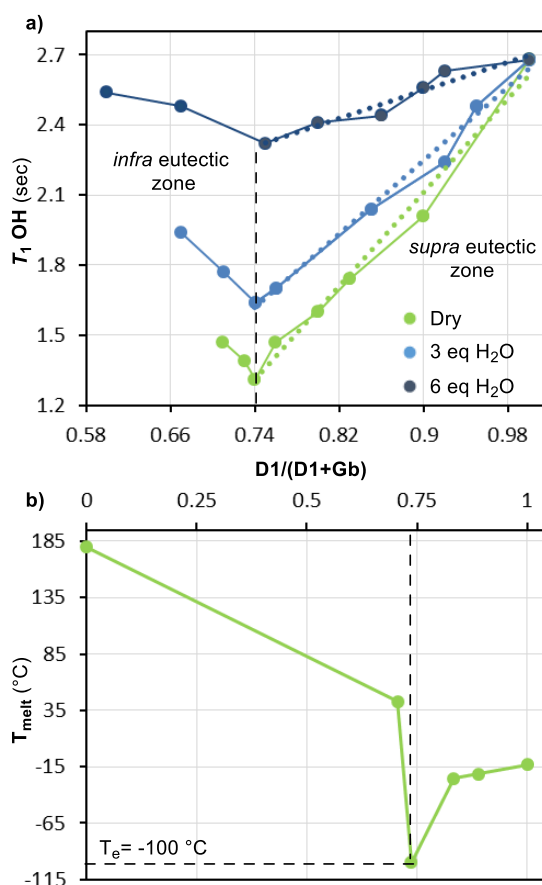 a)
2.7
2.4
2.1
1.8
1.5
1.2
T₁ OH (sec)
infra eutectic
zone
supra eutectic
zone
Dry
3 eq H₂O
6 eq H₂O
0.58 0.66 0.74 0.82 0.9 0.98
D1/(D1+Gb)
b)
0 0.25 0.5 0.75 1
185
135
85
35
-15
-65
-115
Tmelt (°C)
Te= -100 °C